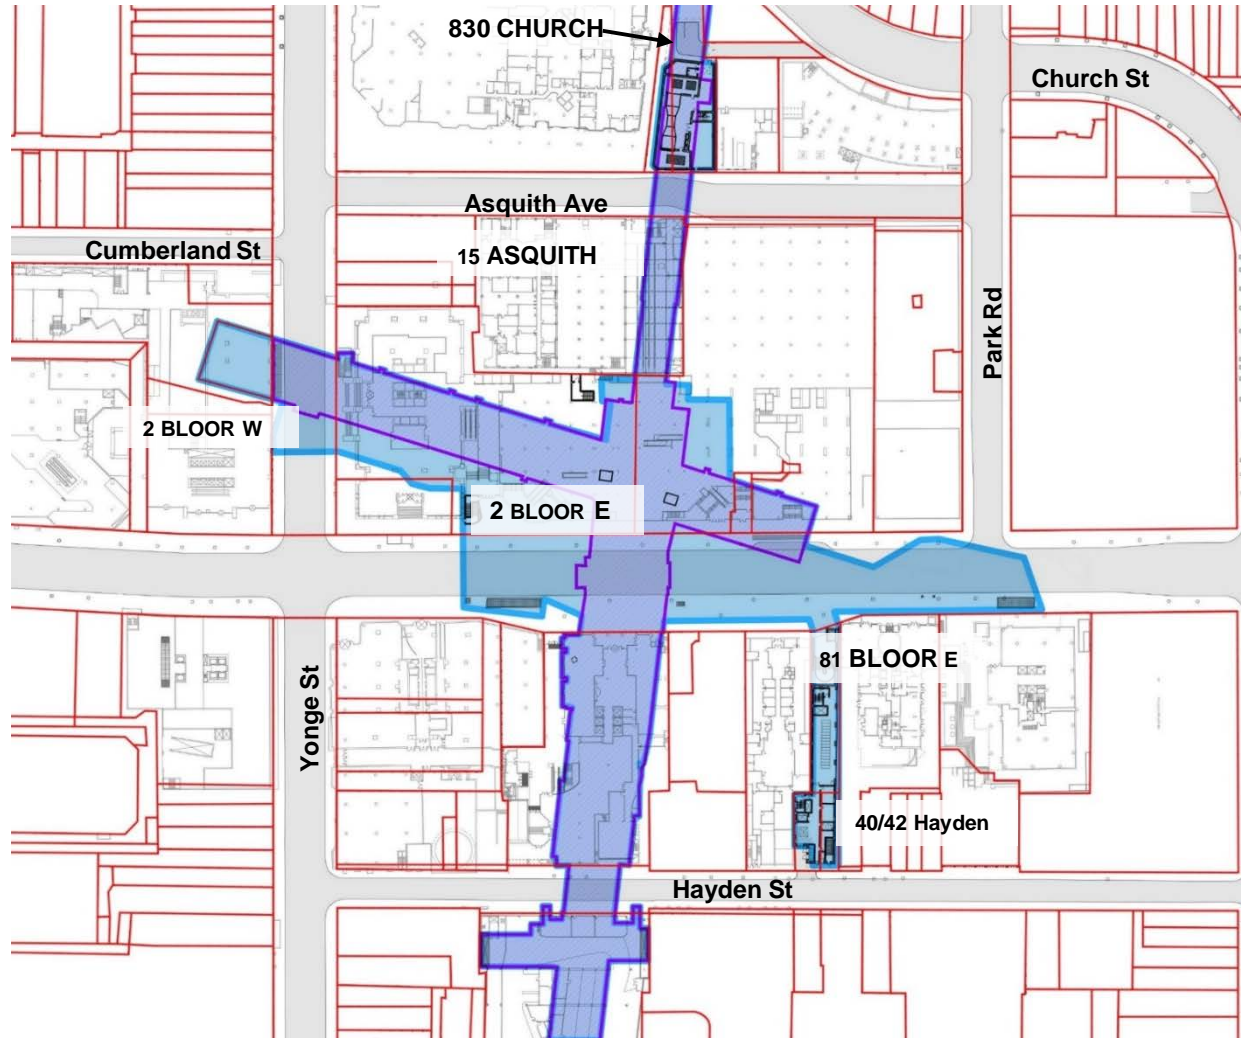 830 CHURCH
Church St
Asquith Ave
Cumberland St
15 ASQUITH
Park Rd
2 BLOOR W
2 BLOOR E
81 BLOOR E
Yonge St
40/42 Hayden
Hayden St